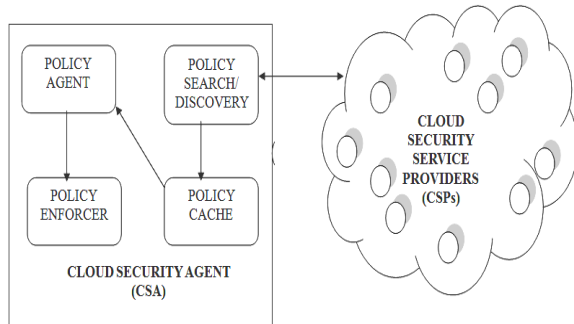 POLICY
AGENT
POLICY
SEARCH/
DISCOVERY
POLICY
ENFORCER
POLICY
CACHE
CLOUD SECURITY AGENT
(CSA)
CLOUD
SECURITY
SERVICE
PROVIDERS
(CSPs)